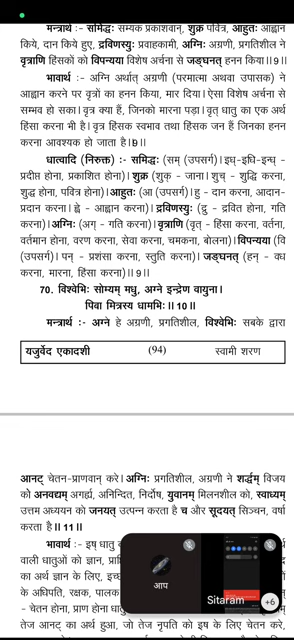 मन्त्रार्थ :- समिद्धः सम्यक प्रकाशवान्, शुक्र पवित्र, आहुतः आह्वान
किये, दान किये हुए, द्रविणस्युः प्रवाहकामी, अग्निः अग्रणी, प्रगतिशील ने
वृत्राणि हिंसकों को विपन्यया विशेष अर्चना से जङ्घनत् हनन किया।।9।।
भावार्थ :- अग्नि अर्थात् अग्रणी (परमात्मा अथवा उपासक) ने
आह्वान करने पर वृत्रों का हनन किया, मार दिया। ऐसा विशेष अर्चना से
सम्भव हो सका। वृत्र क्या हैं, जिनको मारना पड़ा। वृत् धातु का एक अर्थ
हिंसा करना भी है। वृत्र हिंसक स्वभाव तथा हिंसक जन हैं जिनका हनन
करना आवश्यक हो जाता है।9।
धात्वादि (निरुक्त) :- समिद्धः (सम् (उपसर्ग)। इध्-इधि-इन्ध् -
प्रदीप्त होना, प्रकाशित होना)। शुक्र (शुक - जाना। शुच् - शुद्धि करना,
शुद्ध होना, पवित्र होना)। आहुतः (आ (उपसर्ग)। हु - दान करना, आदान-
प्रदान करना। ह्वे - आह्वान करना)। द्रविणस्युः (द्रु - द्रवित होना, गति
करना)। अग्निः (अग् - गति करना)। वृत्राणि (वृत् - हिंसा करना, वर्तना,
वर्तमान होना, वरण करना, सेवा करना, चमकना, बोलना)। विपन्यया (वि
(उपसर्ग)। पन् - प्रशंसा करना, स्तुति करना)। जङ्घनत् (हन् - वध
करना, मारना, हिंसा करना)।।9।।
70. विश्वेभिः सोम्यम् मधु, अग्ने इन्द्रेण वायुना।
पिवा मित्रस्य धामभिः।।10।।
मन्त्रार्थ :- अग्ने हे अग्रणी, प्रगतिशील, विश्वेभिः सबके द्वारा
यजुर्वेद एकादशी (94) स्वामी शरण
आनट् चेतन-प्राणवान् करे। अग्निः प्रगतिशील, अग्रणी ने शर्द्धम् विजय
को अनवद्यम् अगर्ह्य, अनिन्दित, निर्दोष, युवानम् मिलनशील को, स्वाध्यम्
उत्तम अध्ययन को जनयत् उत्पन्न करता है च और सूदयत् सिञ्चन, वर्षा
करता है।।11।।
भावार्थ :- इष् धातु
वाली धातुओं को ज्ञान, प्राप्ति
का अर्थ ज्ञान के लिए,
के अधिपति, रक्षक, पालक
- चेतन होना, प्राण होना
तेज आनट् का अर्थ हुआ, जो तेज नृपति को इष के लिए चेतन करे,
आप
Sitaram
+6